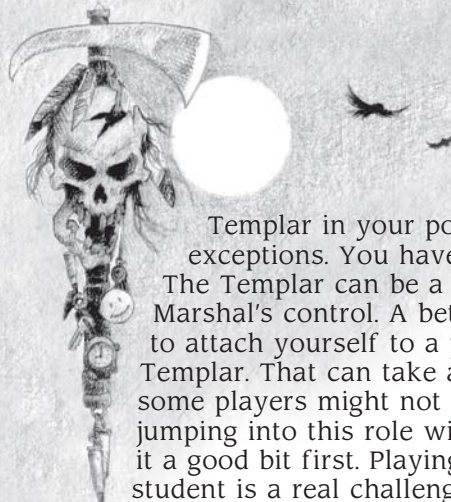 Templar in your po
exceptions. You have
The Templar can be a
Marshal's control. A bet
to attach yourself to a
Templar. That can take a
some players might not
jumping into this role wi
it a good bit first. Playing
student is a real challeng